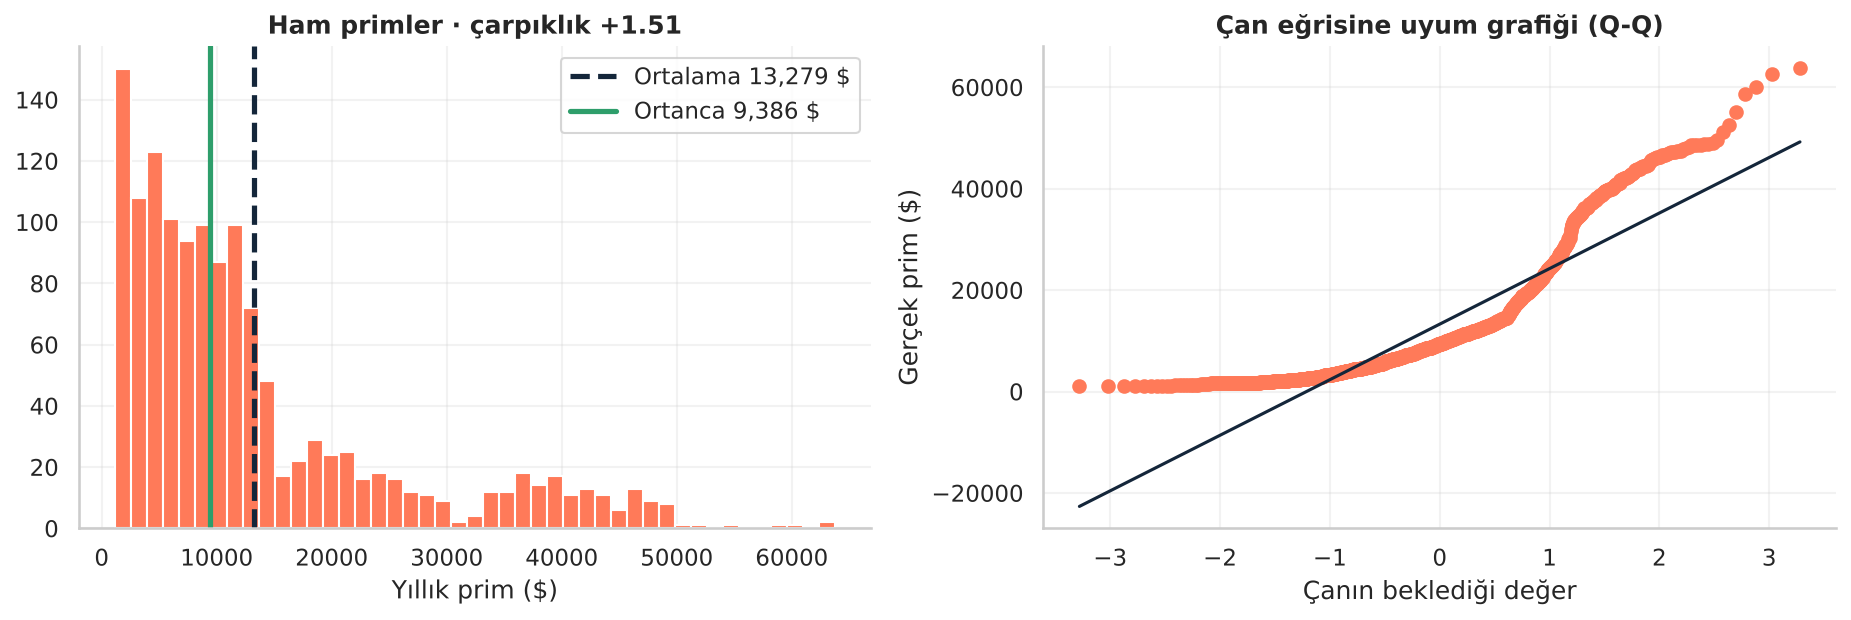 Ham primler · çarpıklık +1.51
Ortalama 13,279 $
Ortanca 9,386 $
140
120
100
80
60
40
20
0
0 10000 20000 30000 40000 50000 60000
Yıllık prim ($)
Çan eğrisine uyum grafiği (Q-Q)
Gerçek prim ($)
60000
40000
20000
0
−20000
−3 −2 −1 0 1 2 3
Çanın beklediği değer